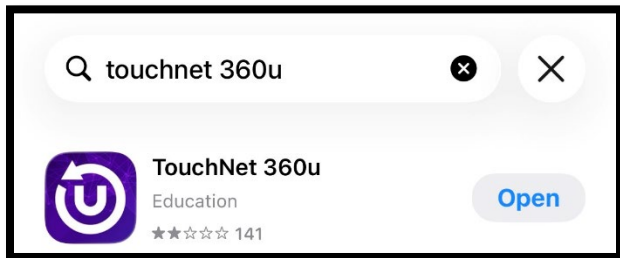 touchnet 360u
TouchNet 360u
Education
Open
★★☆☆☆ 141